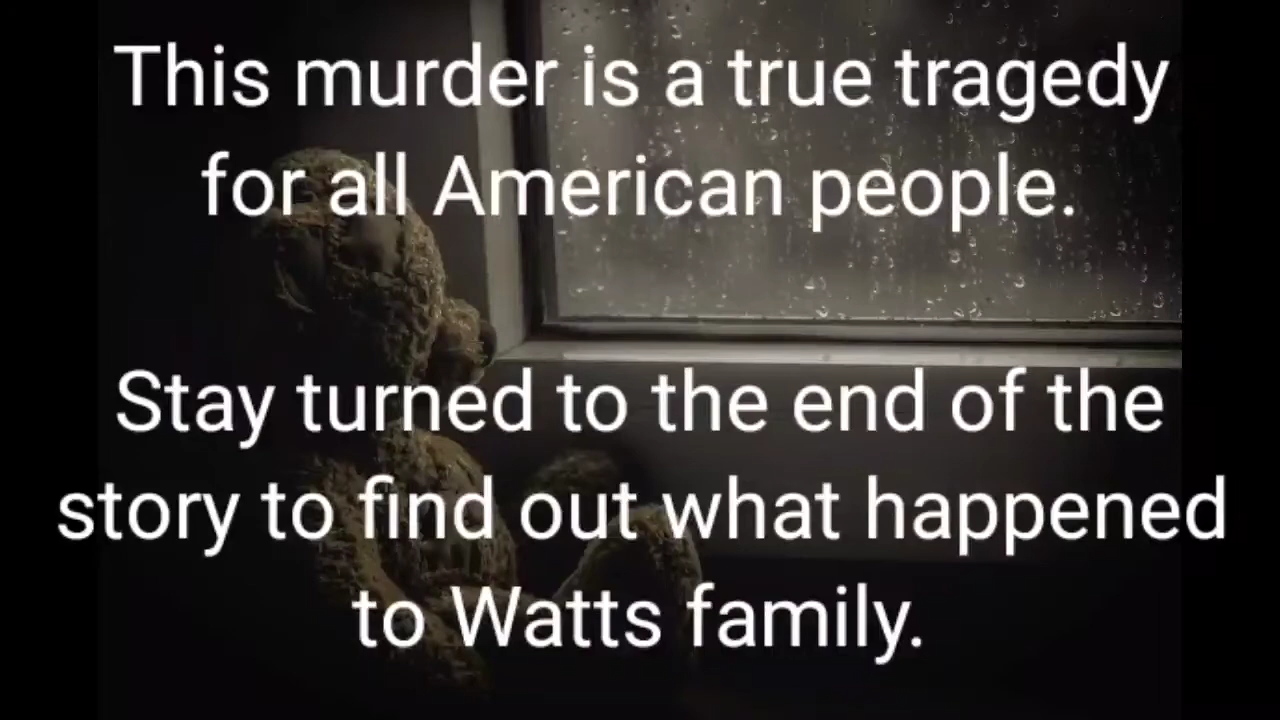 This murder is a true tragedy
for all American people.
Stay turned to the end of the
story to find out what happened
to Watts family.